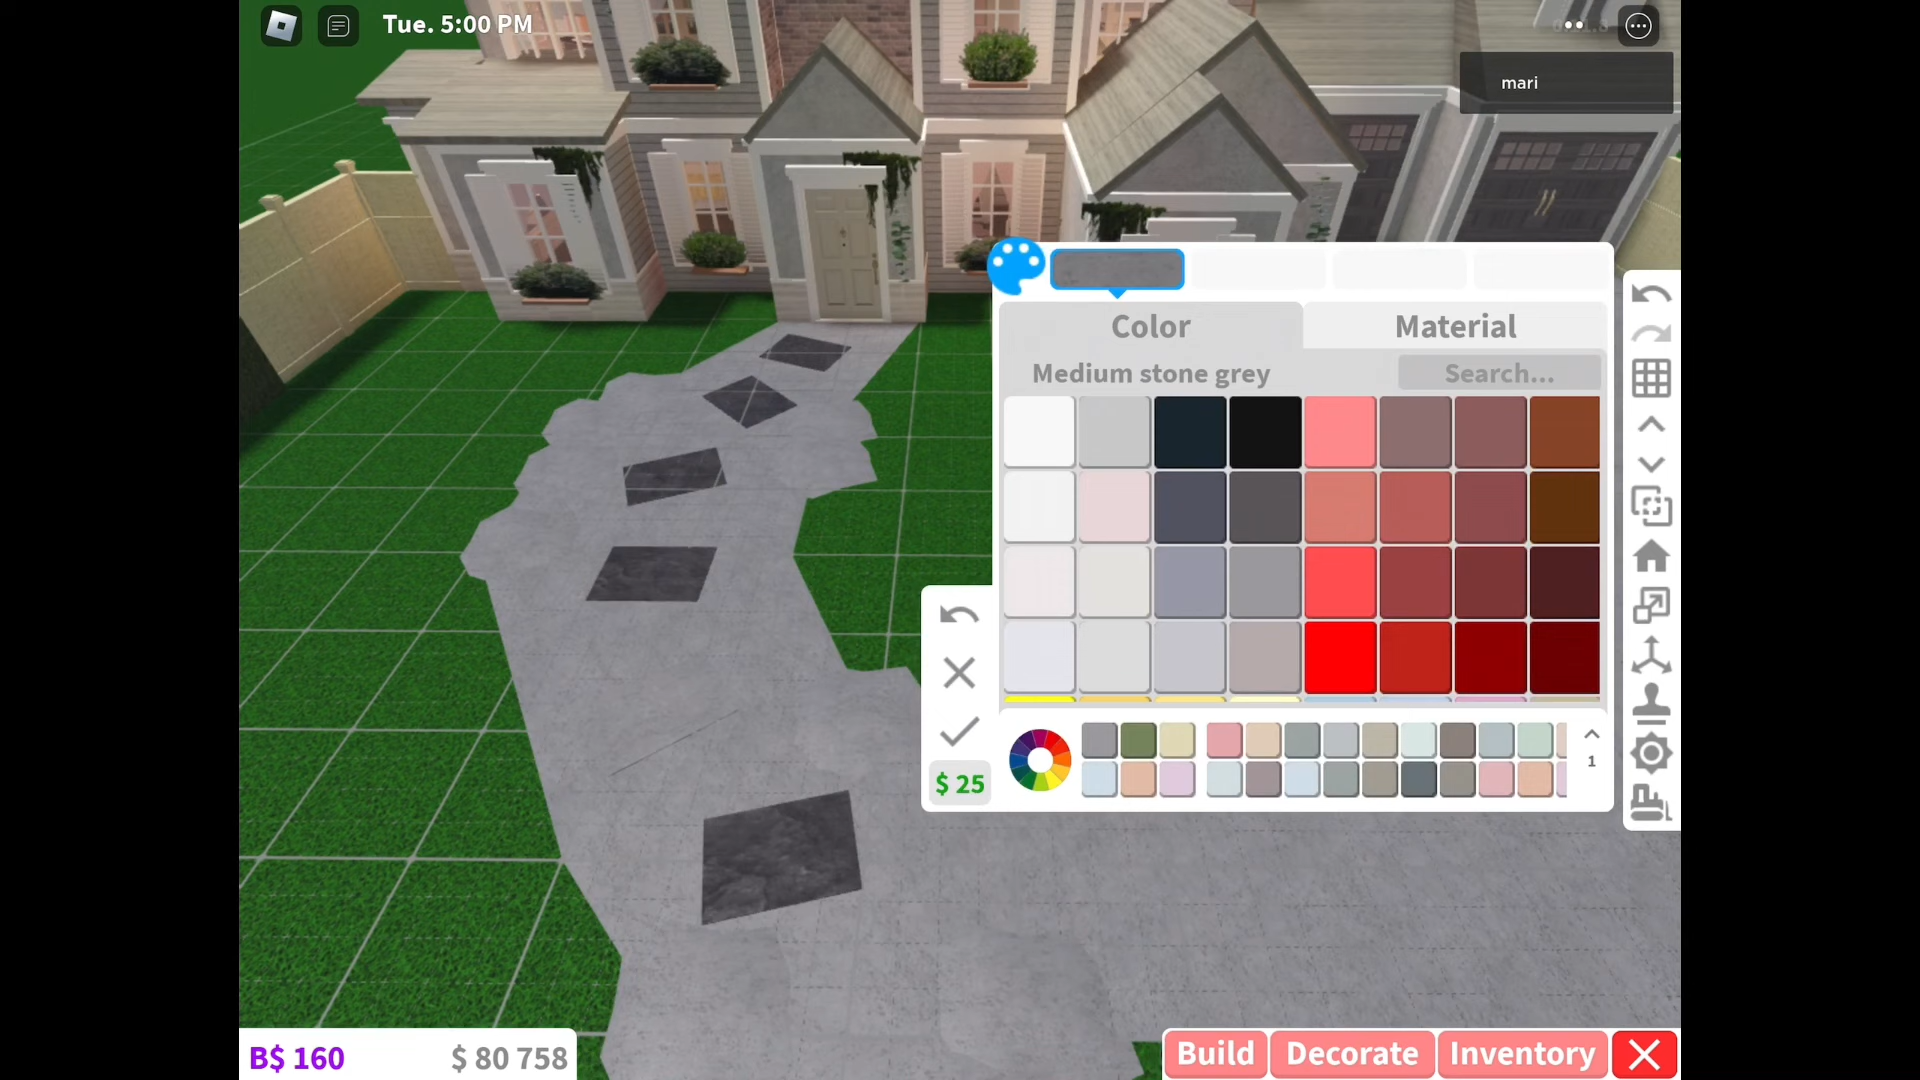 Tue. 5:00 PM
mari
Color
Material
Medium stone grey
Search...
1
$ 25
B$ 160
$ 80 758
Build
Decorate
Inventory